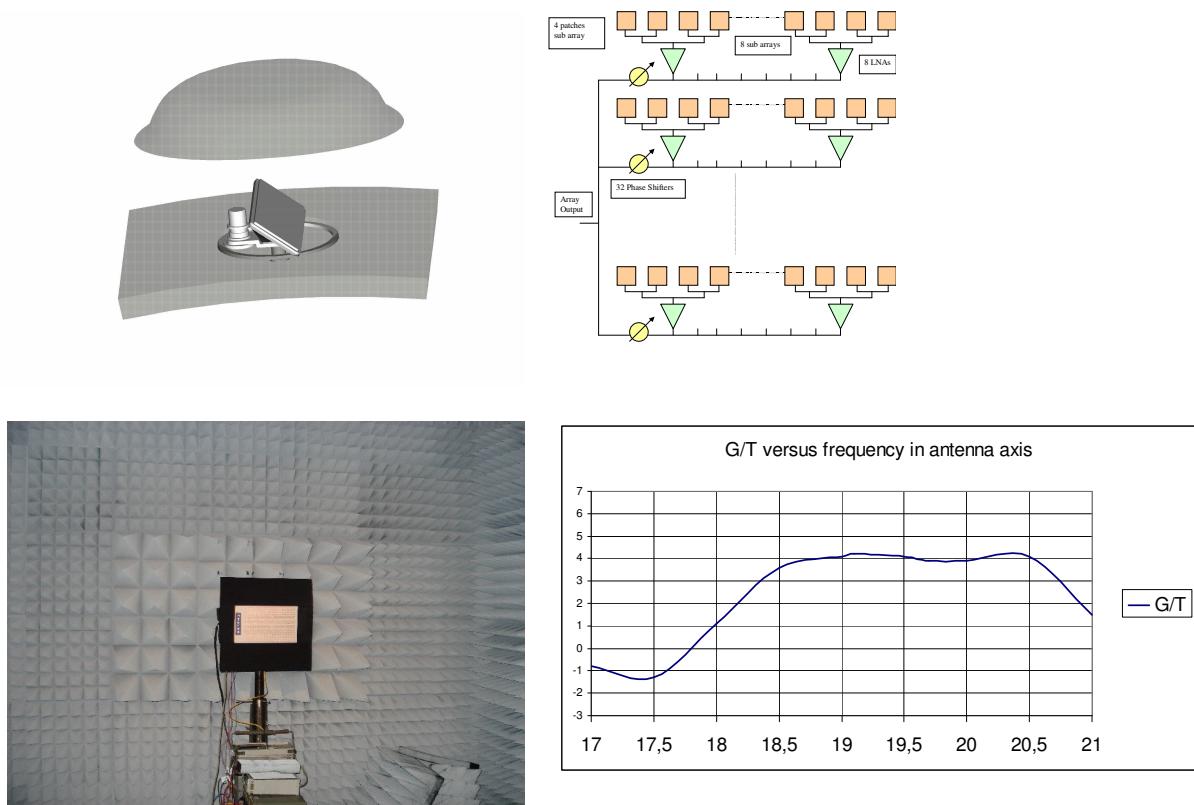 4 patches
sub array
8 sub arrays
8 LNAs
32 Phase Shifters
Array
Output
G/T versus frequency in antenna axis
7
6
5
4
3
2
1
0
-1
-2
-3
17 17,5 18 18,5 19 19,5 20 20,5 21
G/T